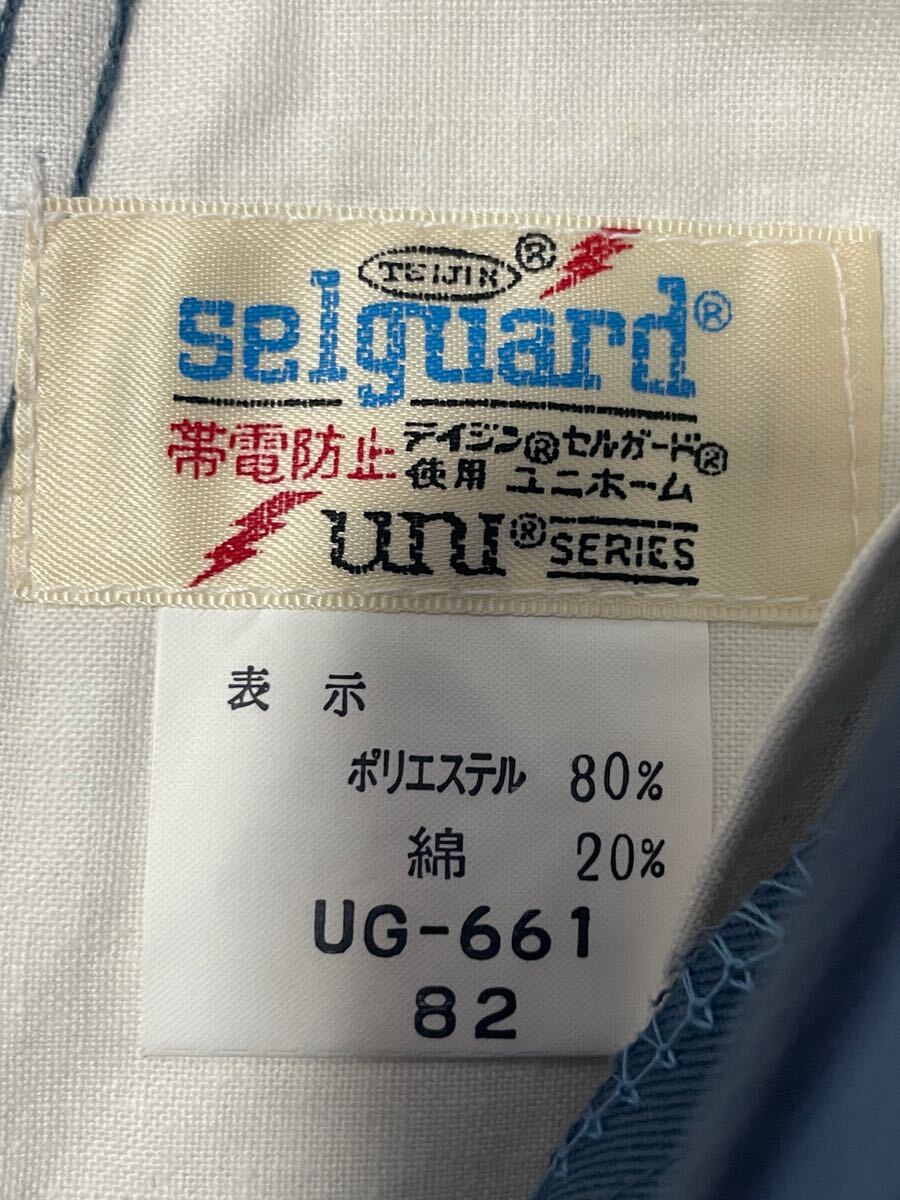 TEIJIN®
selguard®
帯電防止 テイジン®セルガード®
使用 ユニホーム
uni® SERIES
表 示
ポリエステル 80%
綿 20%
UG-661
82